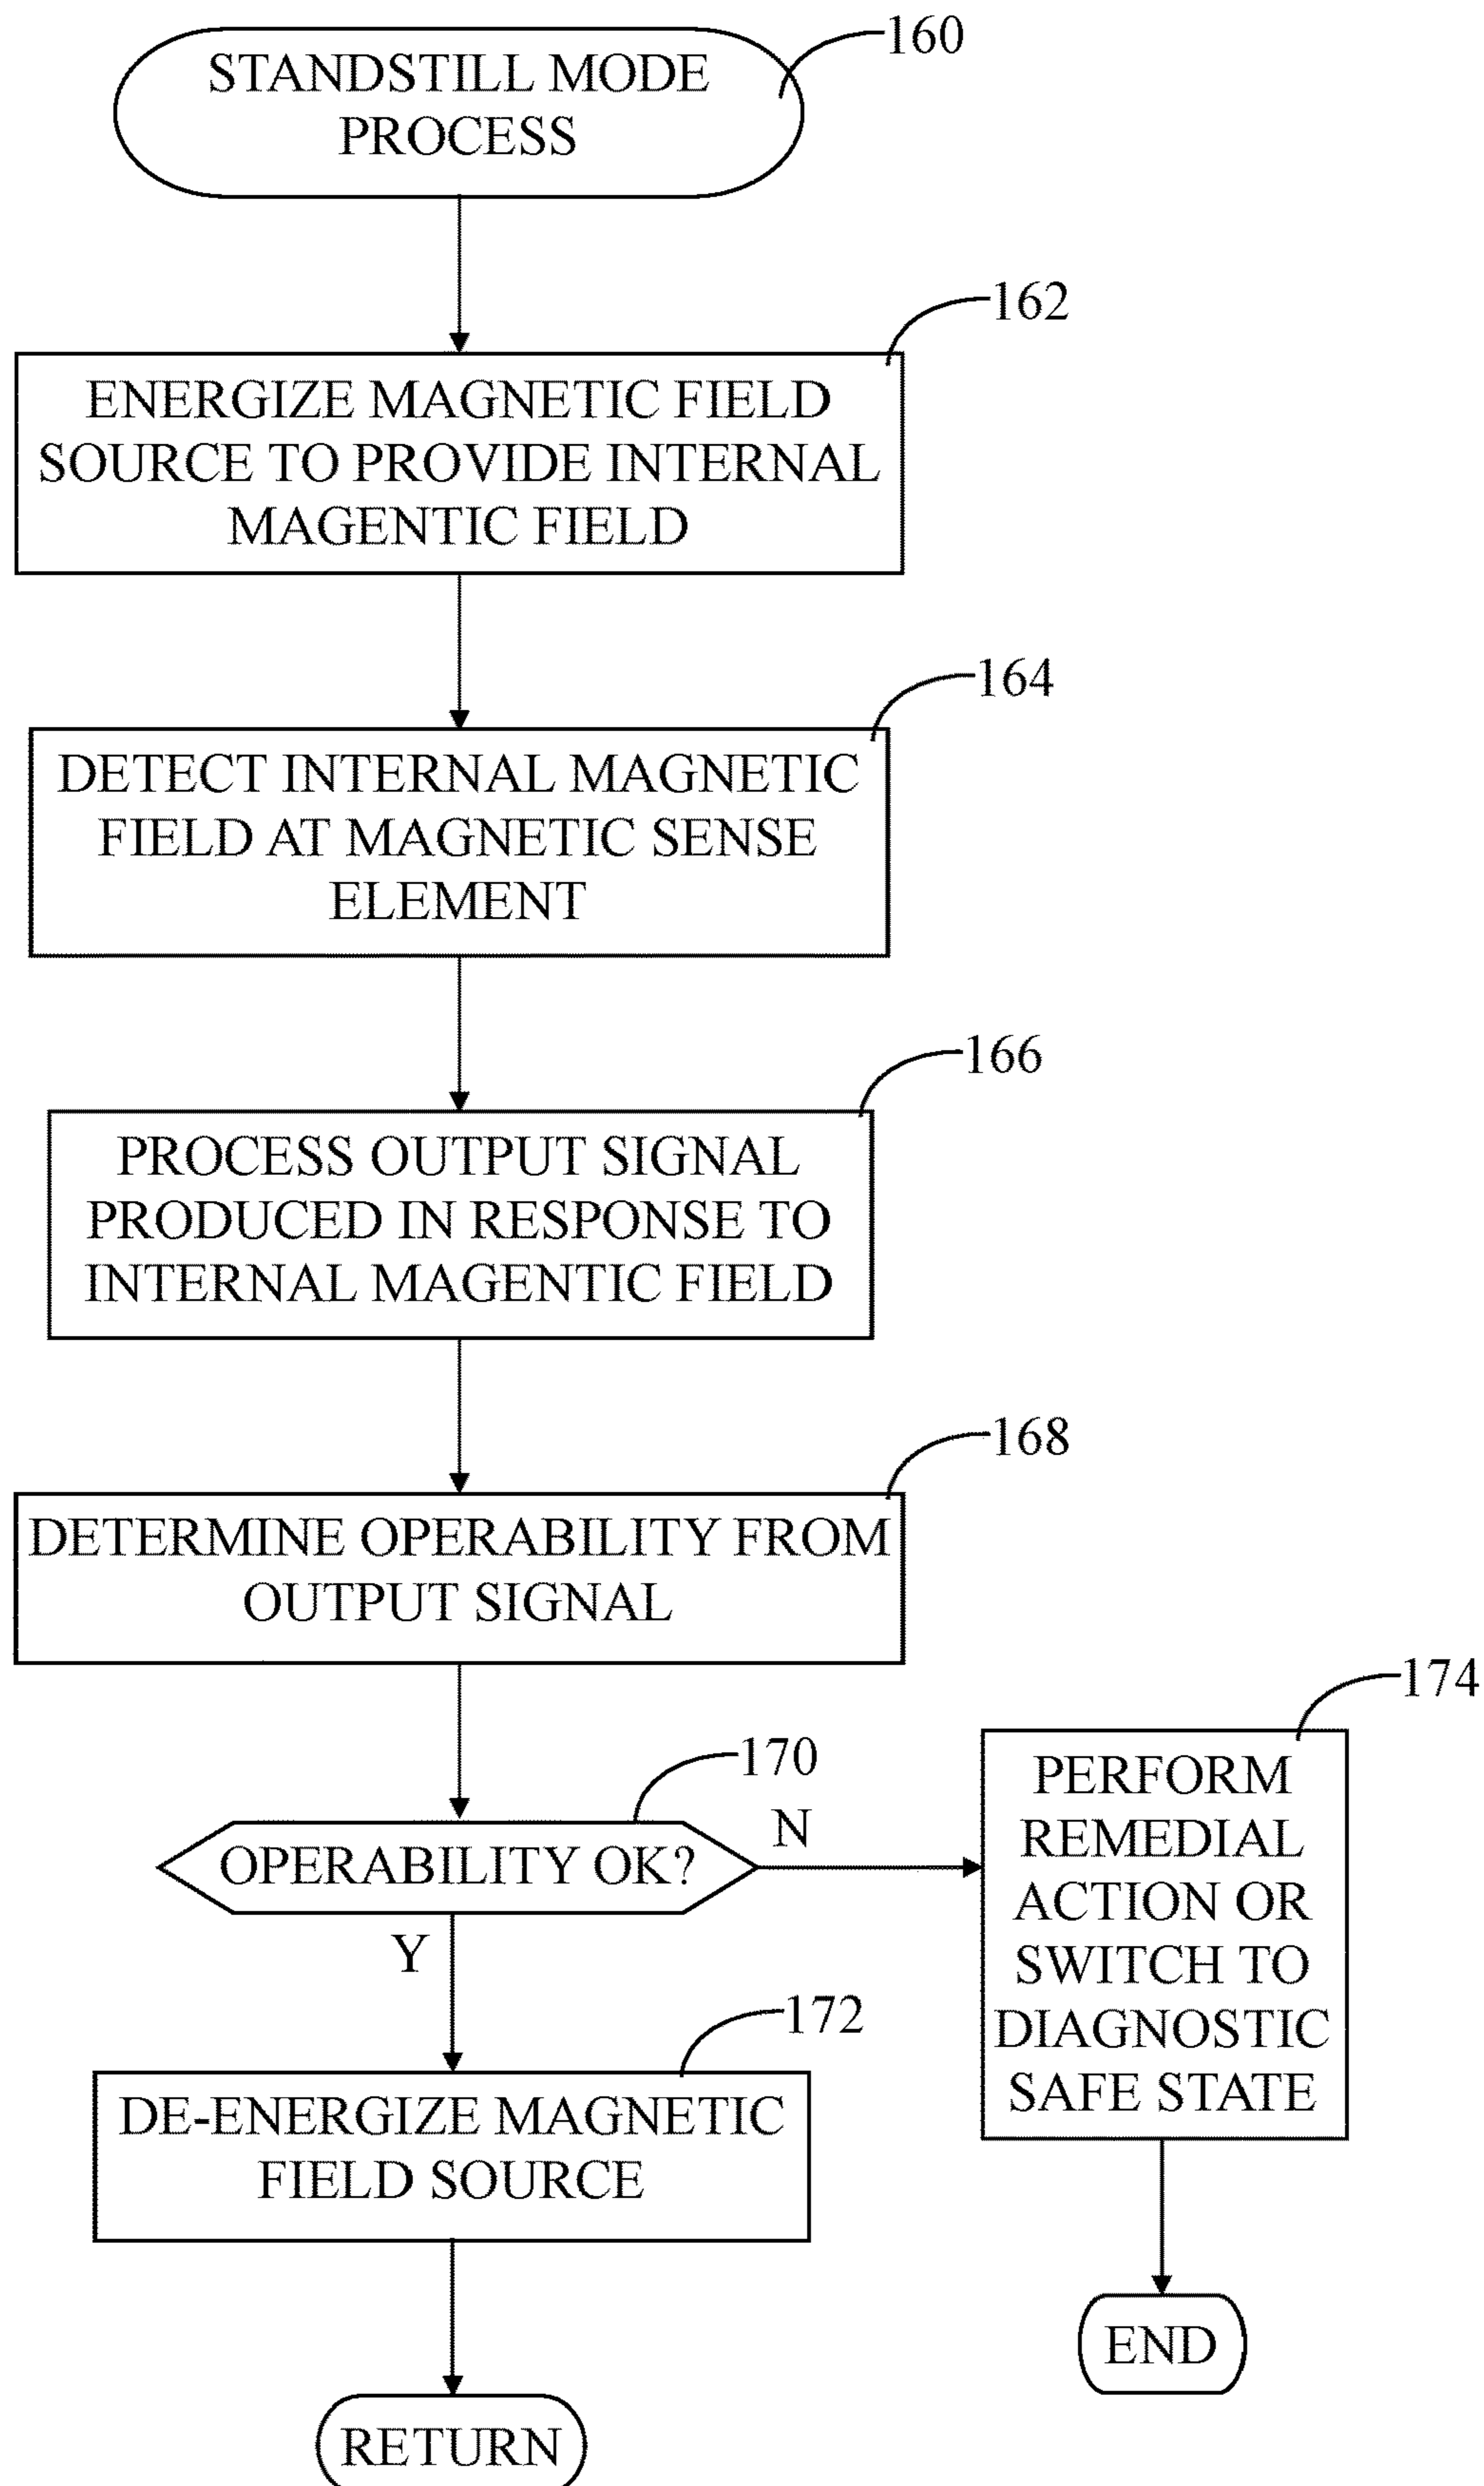 160
STANDSTILL MODE
PROCESS
162
ENERGIZE MAGNETIC FIELD
SOURCE TO PROVIDE INTERNAL
MAGENTIC FIELD
164
DETECT INTERNAL MAGNETIC
FIELD AT MAGNETIC SENSE
ELEMENT
166
PROCESS OUTPUT SIGNAL
PRODUCED IN RESPONSE TO
INTERNAL MAGENTIC FIELD
168
DETERMINE OPERABILITY FROM
OUTPUT SIGNAL
170
OPERABILITY OK?
N
Y
174
PERFORM
REMEDIAL
ACTION OR
SWITCH TO
DIAGNOSTIC
SAFE STATE
172
DE-ENERGIZE MAGNETIC
FIELD SOURCE
END
RETURN